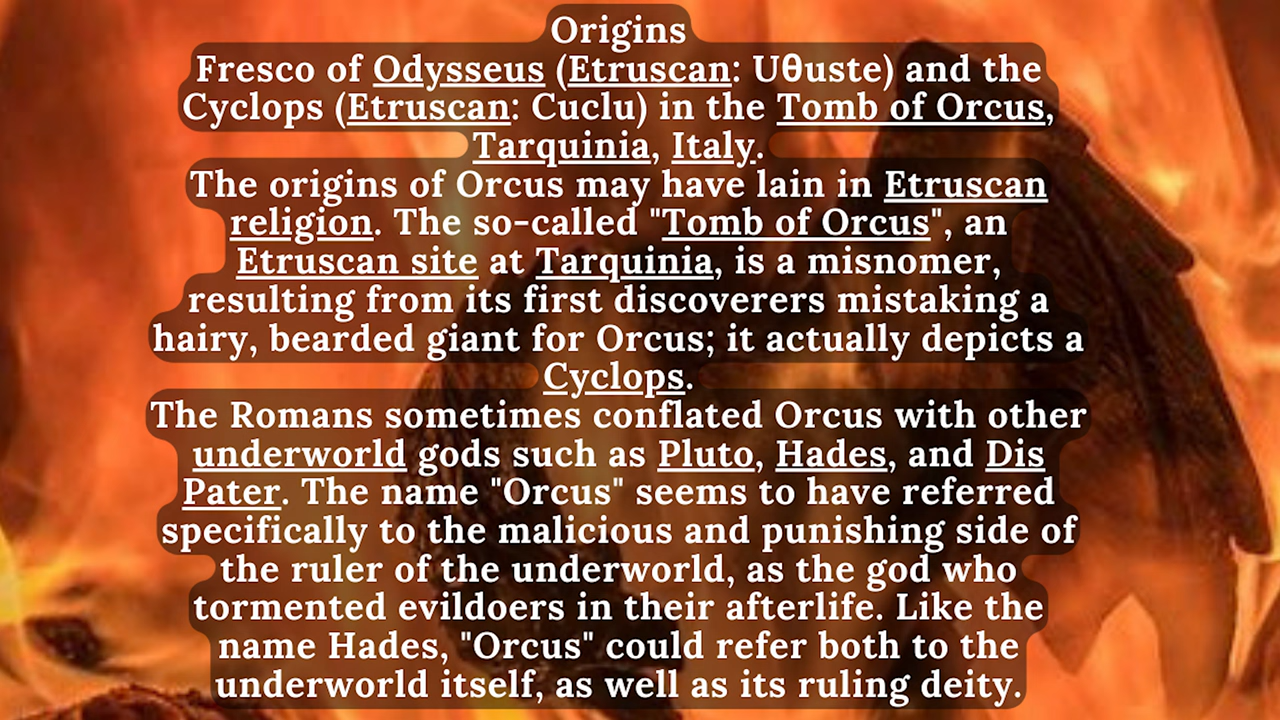 Origins
Fresco of Odysseus (Etruscan: Uθuste) and the
Cyclops (Etruscan: Cuclu) in the Tomb of Orcus,
Tarquinia, Italy.
The origins of Orcus may have lain in Etruscan
religion. The so-called "Tomb of Orcus", an
Etruscan site at Tarquinia, is a misnomer,
resulting from its first discoverers mistaking a
hairy, bearded giant for Orcus; it actually depicts a
Cyclops.
The Romans sometimes conflated Orcus with other
underworld gods such as Pluto, Hades, and Dis
Pater. The name "Orcus" seems to have referred
specifically to the malicious and punishing side of
the ruler of the underworld, as the god who
tormented evildoers in their afterlife. Like the
name Hades, "Orcus" could refer both to the
underworld itself, as well as its ruling deity.